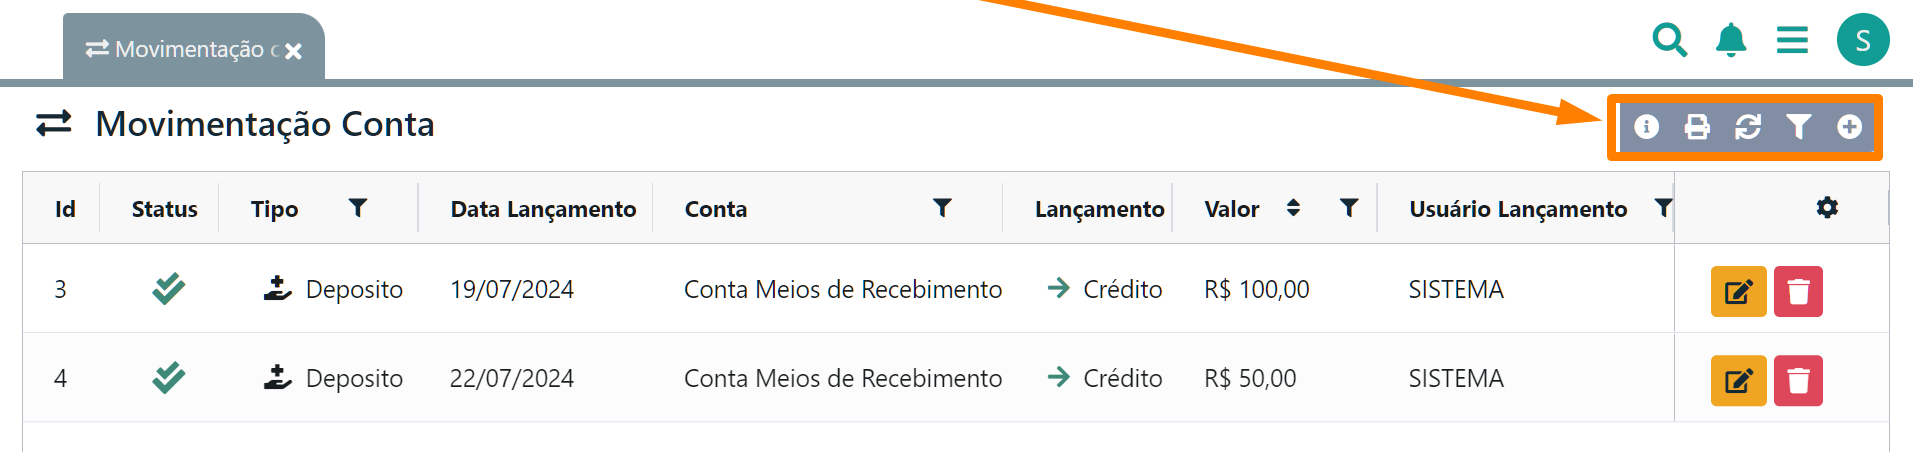 Movimentação c
S
Movimentação Conta
Id Status Tipo Data Lançamento Conta Lançamento Valor Usuário Lançamento
3 Deposito 19/07/2024 Conta Meios de Recebimento Crédito R$ 100,00 SISTEMA
4 Deposito 22/07/2024 Conta Meios de Recebimento Crédito R$ 50,00 SISTEMA